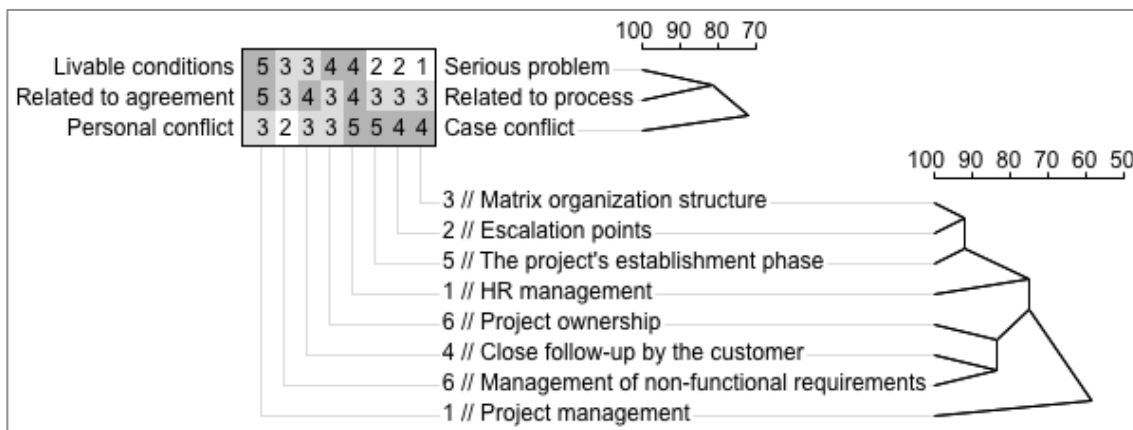 100 90 80 70
Livable conditions 5 3 3 4 4 2 2 1 Serious problem
Related to agreement 5 3 4 3 4 3 3 3 Related to process
Personal conflict 3 2 3 3 5 5 4 4 Case conflict
100 90 80 70 60 50
3 // Matrix organization structure
2 // Escalation points
5 // The project's establishment phase
1 // HR management
6 // Project ownership
4 // Close follow-up by the customer
6 // Management of non-functional requirements
1 // Project management